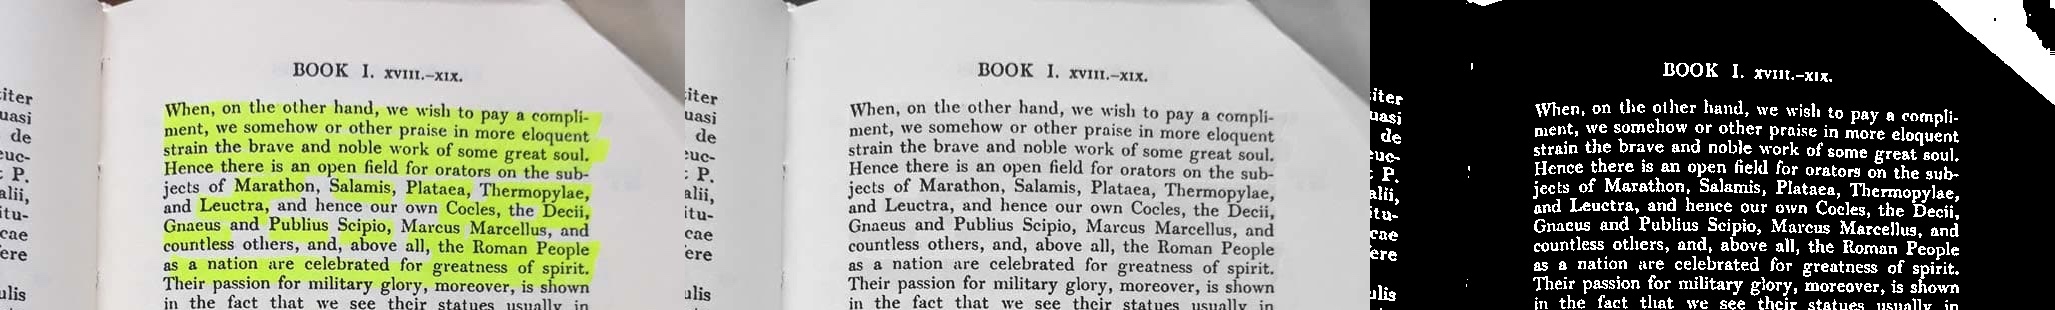 iter
uasi
de
euc-
P.
alii,
itu-
cae
ere
ulis
BOOK I. XVIII.–XIX.
When, on the other hand, we wish to pay a compli-
ment, we somehow or other praise in more eloquent
strain the brave and noble work of some great soul.
Hence there is an open field for orators on the sub-
jects of Marathon, Salamis, Plataea, Thermopylae,
and Leuctra, and hence our own Cocles, the Decii,
Gnaeus and Publius Scipio, Marcus Marcellus, and
countless others, and, above all, the Roman People
as a nation are celebrated for greatness of spirit.
Their passion for military glory, moreover, is shown
in the fact that we see their statues usually in
iter
uasi
de
euc-
P.
alii,
itu-
cae
ere
ulis
BOOK I. XVIII.–XIX.
When, on the other hand, we wish to pay a compli-
ment, we somehow or other praise in more eloquent
strain the brave and noble work of some great soul.
Hence there is an open field for orators on the sub-
jects of Marathon, Salamis, Plataea, Thermopylae,
and Leuctra, and hence our own Cocles, the Decii,
Gnaeus and Publius Scipio, Marcus Marcellus, and
countless others, and, above all, the Roman People
as a nation are celebrated for greatness of spirit.
Their passion for military glory, moreover, is shown
in the fact that we see their statues usually in
iter
uasi
de
euc-
P.
alii,
itu-
cae
ere
ulis
BOOK I. XVIII.–XIX.
When, on the other hand, we wish to pay a compli-
ment, we somehow or other praise in more eloquent
strain the brave and noble work of some great soul.
Hence there is an open field for orators on the sub-
jects of Marathon, Salamis, Plataea, Thermopylae,
and Leuctra, and hence our own Cocles, the Decii,
Gnaeus and Publius Scipio, Marcus Marcellus, and
countless others, and, above all, the Roman People
as a nation are celebrated for greatness of spirit.
Their passion for military glory, moreover, is shown
in the fact that we see their statues usually in